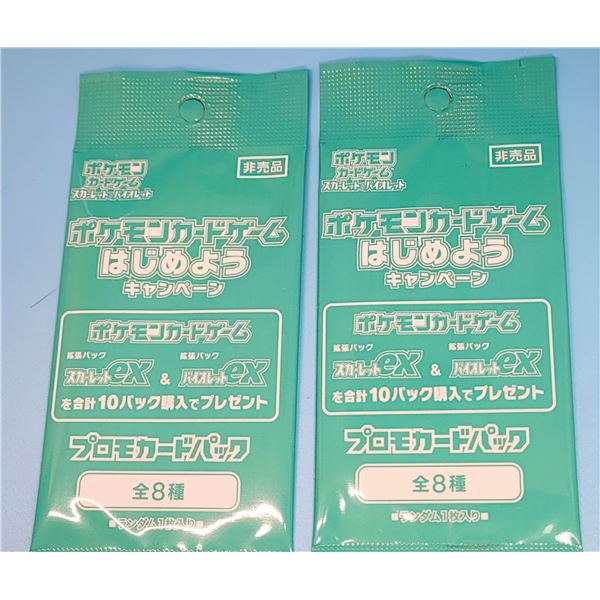 ポケモン
カードゲーム
スカーレット&バイオレット
非売品
ポケモンカードゲーム
はじめよう
キャンペーン
ポケモンカードゲーム
拡張パック
拡張パック
スカーレットex & バイオレットex
を合計10パック購入でプレゼント
プロモカードパック
全8種
■ランダム1枚入り■
ポケモン
カードゲーム
スカーレット&バイオレット
非売品
ポケモンカードゲーム
はじめよう
キャンペーン
ポケモンカードゲーム
拡張パック
拡張パック
スカーレットex & バイオレットex
を合計10パック購入でプレゼント
プロモカードパック
全8種
■ランダム1枚入り■